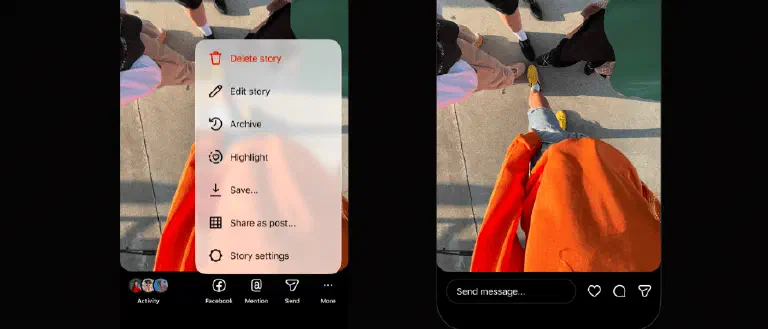 Delete story
Edit story
Archive
Highlight
Save...
Share as post...
Story settings
Activity
Facebook
Mention
Send
More
Send message...